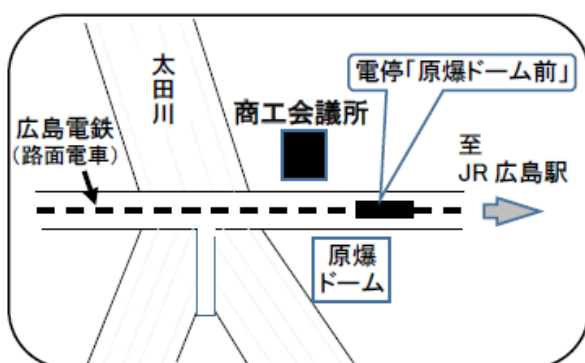 太田川
電停「原爆ドーム前」
商工会議所
広島電鉄
(路面電車)
至
JR 広島駅
原爆
ドーム